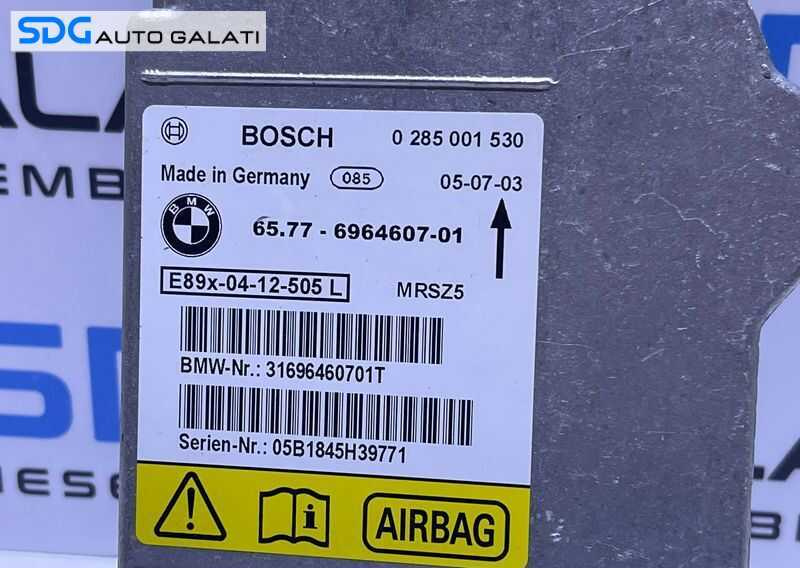 SDG AUTO GALATI
BOSCH 0 285 001 530
Made in Germany 085 05-07-03
BMW
65.77 - 6964607-01
E89x-04-12-505 L MRSZ5
BMW-Nr.: 31696460701T
Serien-Nr.: 05B1845H39771
AIRBAG